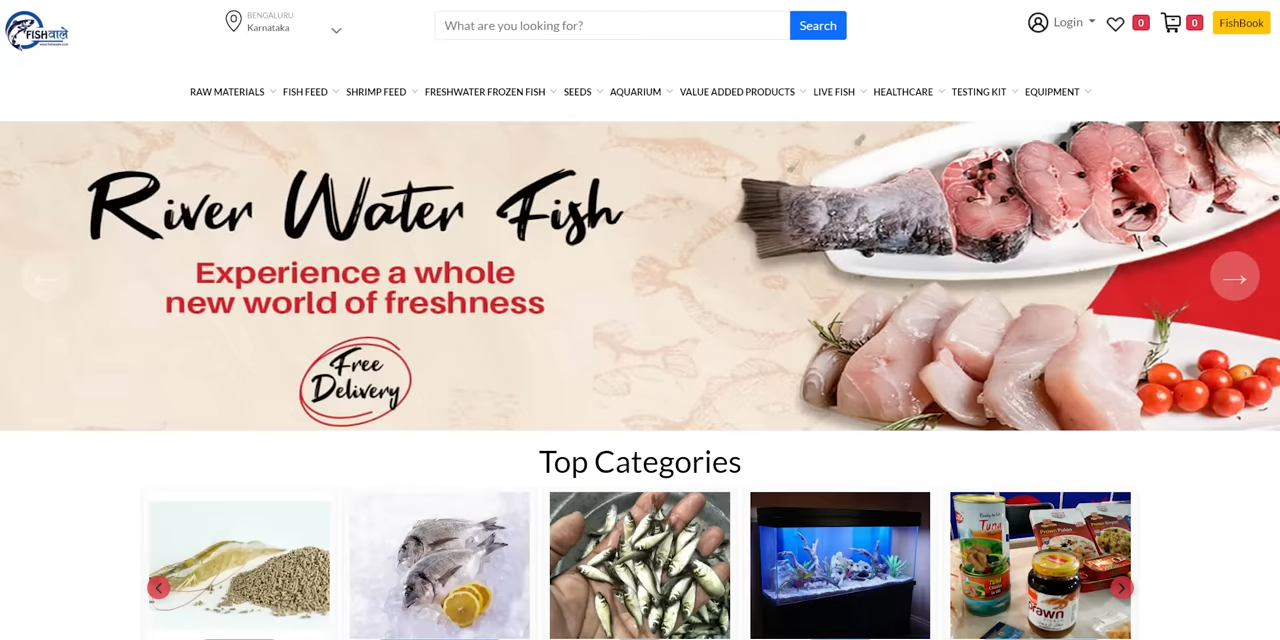 FISHवाले
BENGALURU
Karnataka
What are you looking for?
Search
Login
0
0
FishBook
RAW MATERIALS
FISH FEED
SHRIMP FEED
FRESHWATER FROZEN FISH
SEEDS
AQUARIUM
VALUE ADDED PRODUCTS
LIVE FISH
HEALTHCARE
TESTING KIT
EQUIPMENT
River Water Fish
Experience a whole
new world of freshness
Free
Delivery
Top Categories
Tuna
TUNA
Prawn